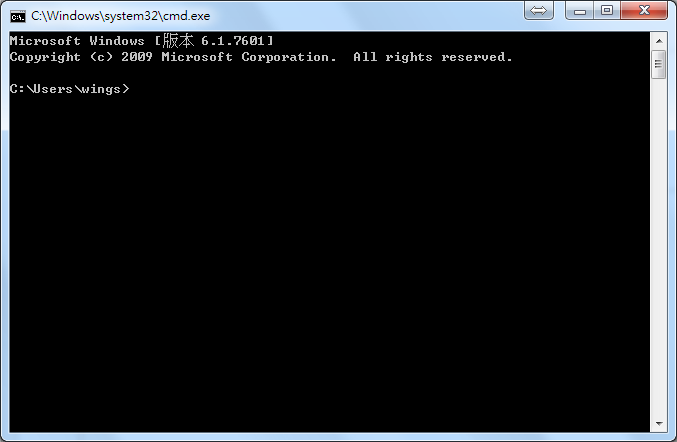 C:\Windows\system32\cmd.exe
Microsoft Windows [版本 6.1.7601]
Copyright (c) 2009 Microsoft Corporation.  All rights reserved.
C:\Users\wings>